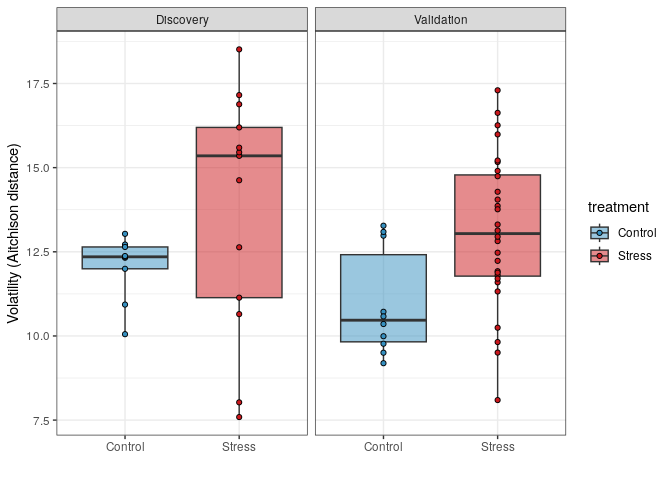 Discovery
Validation
Volatility (Aitchison distance)
17.5
15.0
12.5
10.0
7.5
Control
Stress
Control
Stress
treatment
Control
Stress